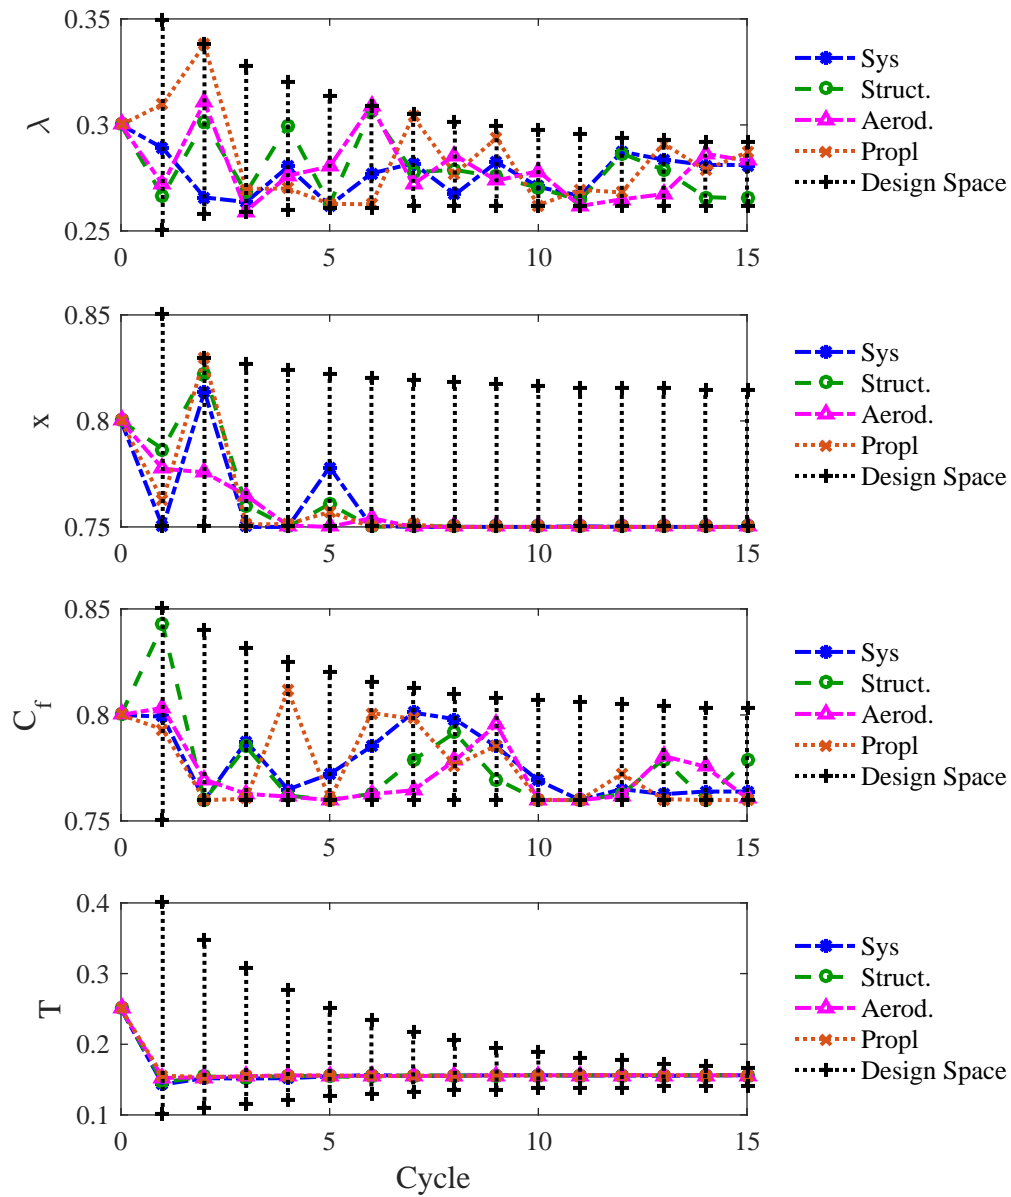 0.35
0.3
0.25
λ
0 5 10 15
Sys
Struct.
Aerod.
Propl
Design Space
0.85
0.8
0.75
x
0 5 10 15
Sys
Struct.
Aerod.
Propl
Design Space
0.85
0.8
0.75
C_f
0 5 10 15
Sys
Struct.
Aerod.
Propl
Design Space
0.4
0.3
0.2
0.1
T
0 5 10 15
Cycle
Sys
Struct.
Aerod.
Propl
Design Space